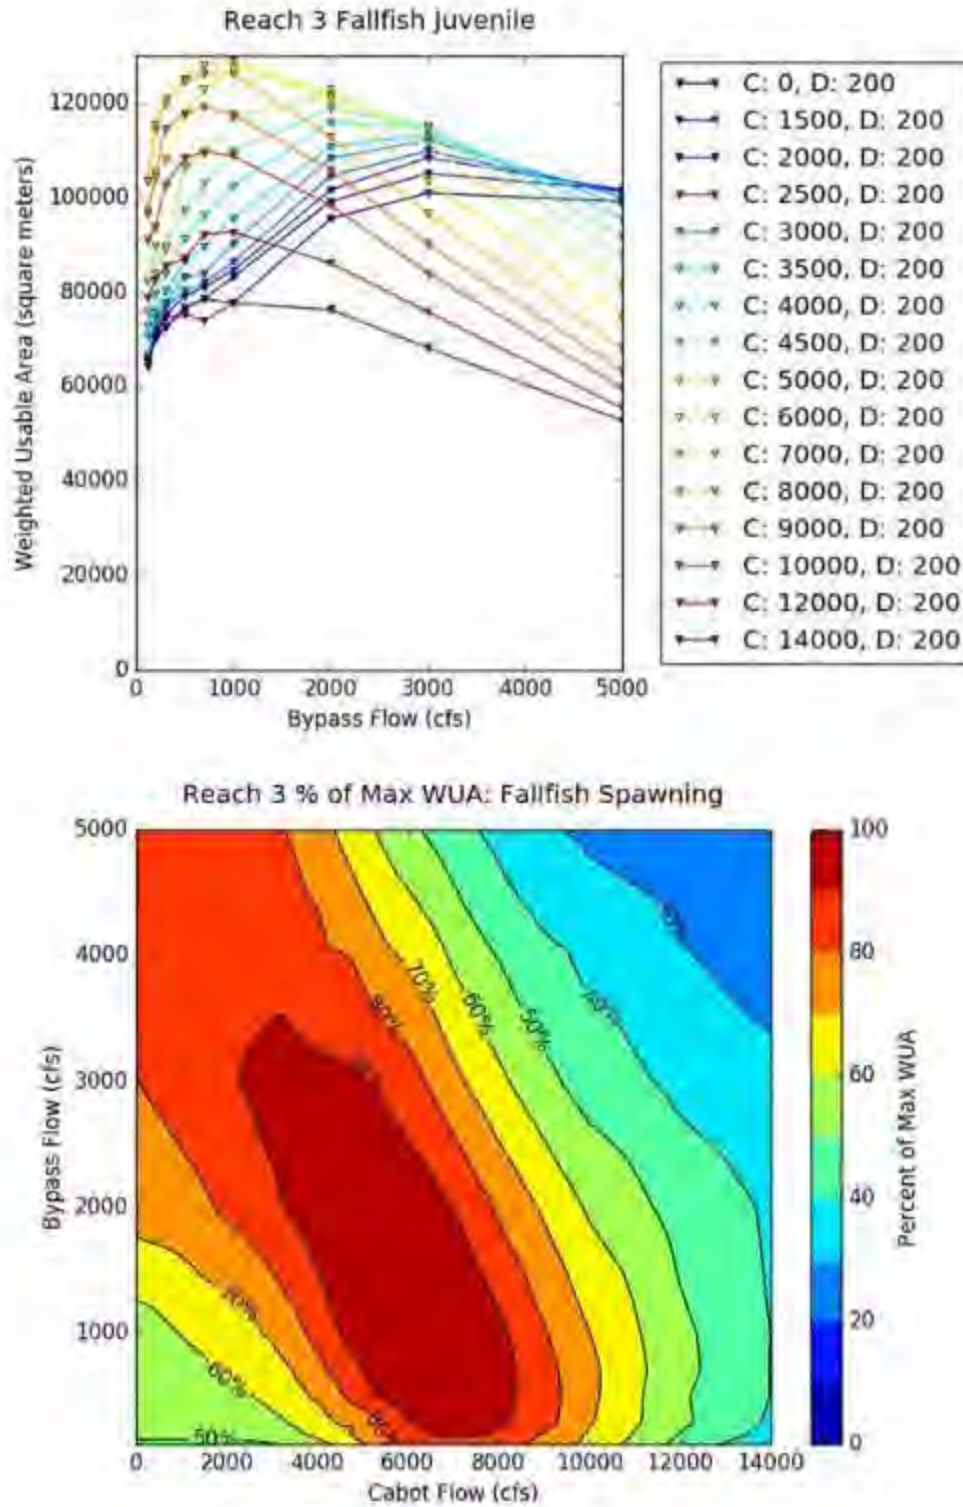 Reach 3 Fallfish Juvenile
Weighted Usable Area (square meters)
120000
100000
80000
60000
40000
20000
0
0 1000 2000 3000 4000 5000
Bypass Flow (cfs)
C: 0, D: 200
C: 1500, D: 200
C: 2000, D: 200
C: 2500, D: 200
C: 3000, D: 200
C: 3500, D: 200
C: 4000, D: 200
C: 4500, D: 200
C: 5000, D: 200
C: 6000, D: 200
C: 7000, D: 200
C: 8000, D: 200
C: 9000, D: 200
C: 10000, D: 200
C: 12000, D: 200
C: 14000, D: 200
Reach 3 % of Max WUA: Fallfish Spawning
Bypass Flow (cfs)
5000
4000
3000
2000
1000
80%
70%
60%
50%
40%
70%
60%
50%
0 2000 4000 6000 8000 10000 12000 14000
Cabot Flow (cfs)
100
80
60
40
20
0
Percent of Max WUA